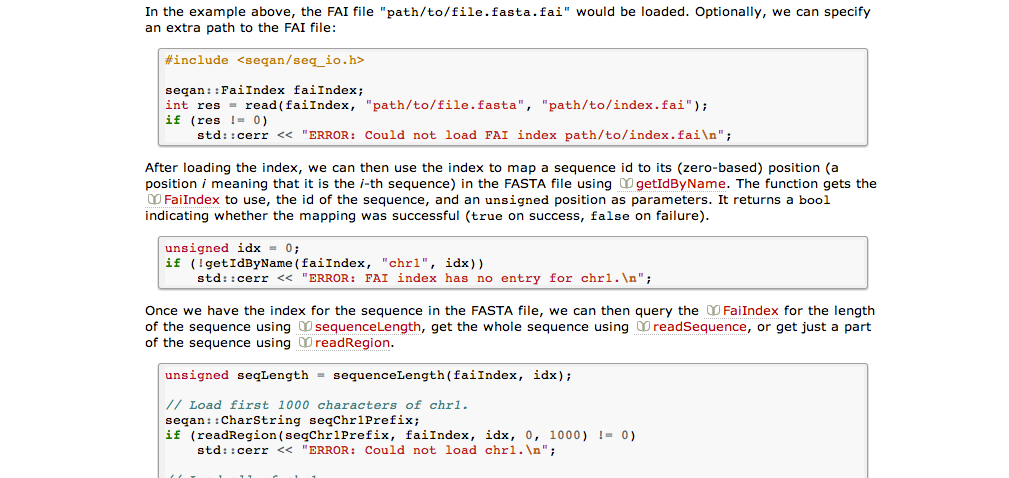 In the example above, the FAI file "path/to/file.fasta.fai" would be loaded. Optionally, we can specify
an extra path to the FAI file:
#include <seqan/seq_io.h>
seqan::FaiIndex faiIndex;
int res = read(faiIndex, "path/to/file.fasta", "path/to/index.fai");
if (res != 0)
    std::cerr << "ERROR: Could not load FAI index path/to/index.fai\n";
After loading the index, we can then use the index to map a sequence id to its (zero-based) position (a
position i meaning that it is the i-th sequence) in the FASTA file using getIdByName. The function gets the
FaiIndex to use, the id of the sequence, and an unsigned position as parameters. It returns a bool
indicating whether the mapping was successful (true on success, false on failure).
unsigned idx = 0;
if (!getIdByName(faiIndex, "chr1", idx))
    std::cerr << "ERROR: FAI index has no entry for chr1.\n";
Once we have the index for the sequence in the FASTA file, we can then query the FaiIndex for the length
of the sequence using sequenceLength, get the whole sequence using readSequence, or get just a part
of the sequence using readRegion.
unsigned seqLength = sequenceLength(faiIndex, idx);
// Load first 1000 characters of chr1.
seqan::CharString seqChr1Prefix;
if (readRegion(seqChr1Prefix, faiIndex, idx, 0, 1000) != 0)
    std::cerr << "ERROR: Could not load chr1.\n";